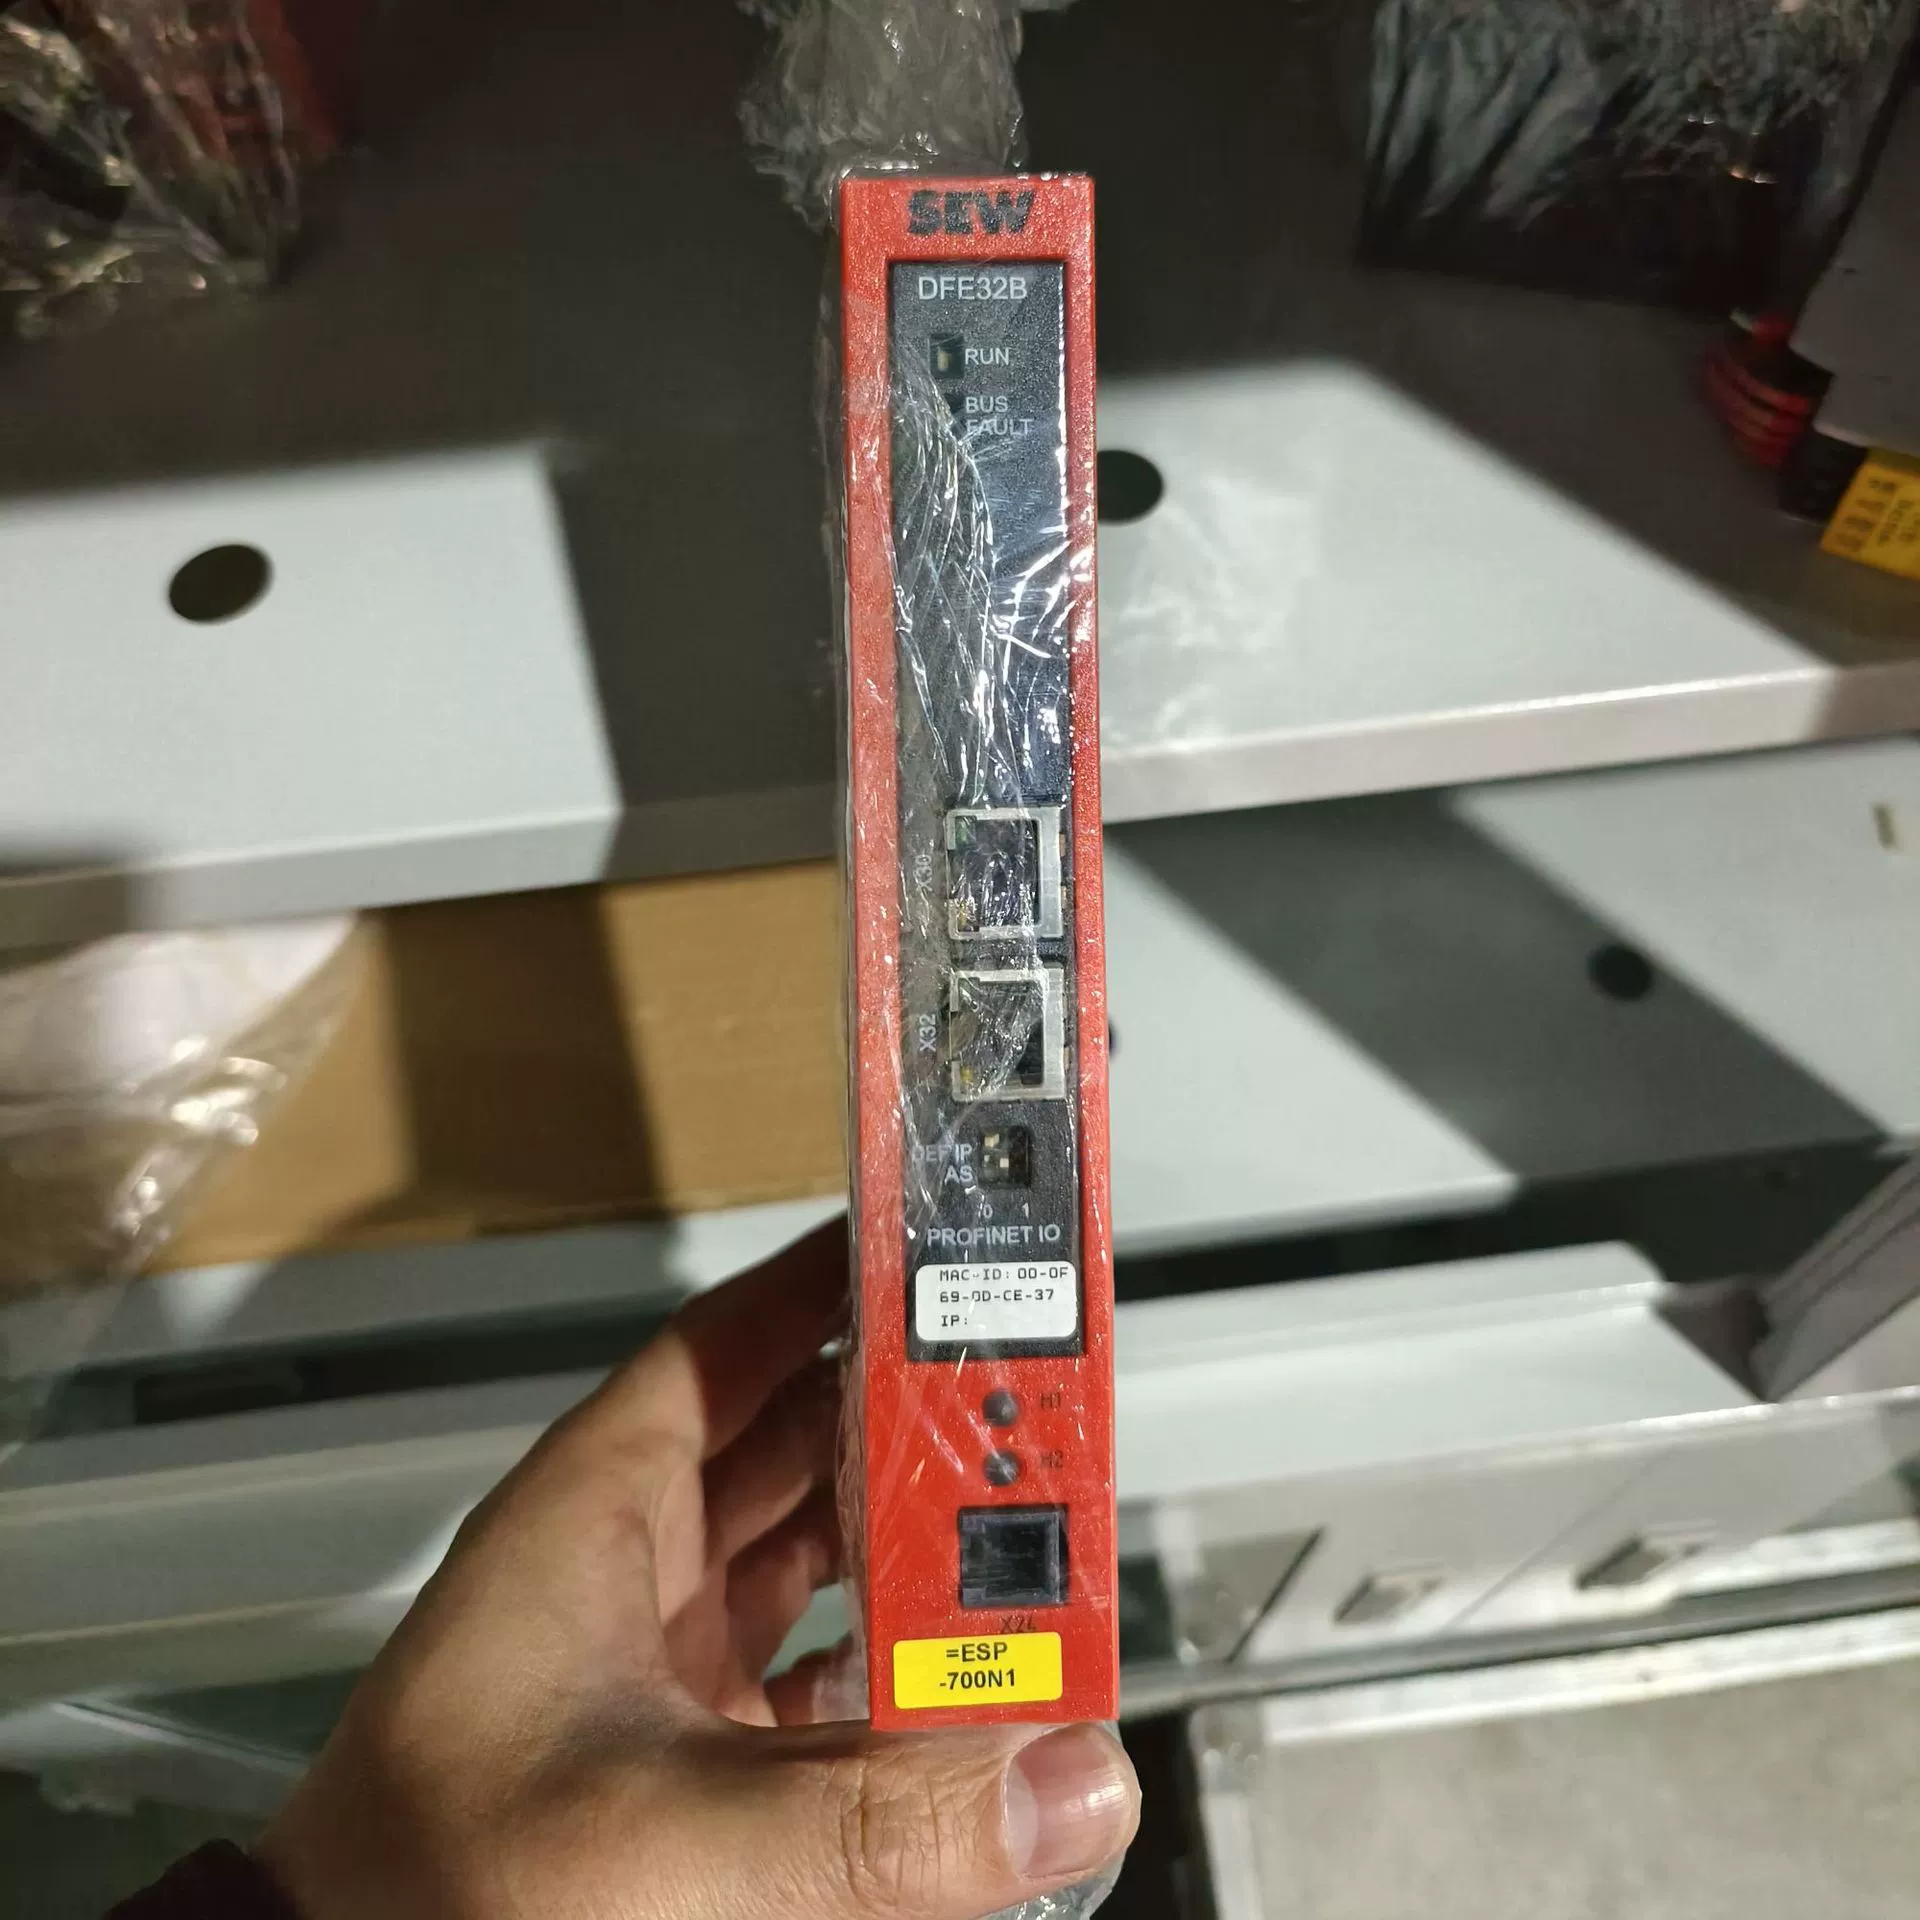 SEW
DFE32B
RUN
BUS
FAULT
X30
X32
DEF IP
AS
0 1
PROFINET IO
MAC-ID: 00-0F
69-0D-CE-37
IP:
H1
H2
X24
=ESP
-700N1